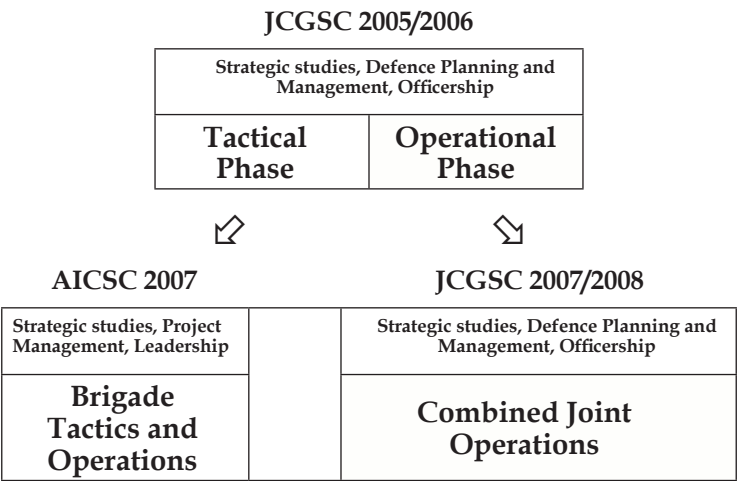 JCGSC 2005/2006
Strategic studies, Defence Planning and
Management, Officership
Tactical
Phase
Operational
Phase
AICSC 2007
Strategic studies, Project
Management, Leadership
Brigade
Tactics and
Operations
JCGSC 2007/2008
Strategic studies, Defence Planning and
Management, Officership
Combined Joint
Operations